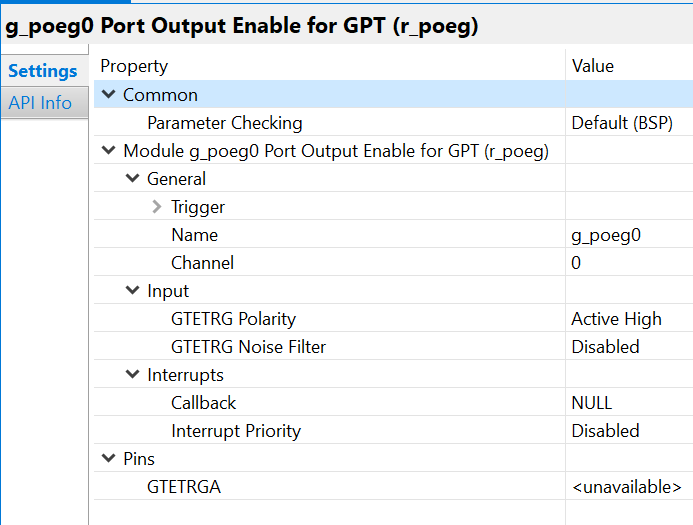 g_poeg0 Port Output Enable for GPT (r_poeg)
Settings
API Info
Property Value
Common
Parameter Checking Default (BSP)
Module g_poeg0 Port Output Enable for GPT (r_poeg)
General
Trigger
Name g_poeg0
Channel 0
Input
GTETRG Polarity Active High
GTETRG Noise Filter Disabled
Interrupts
Callback NULL
Interrupt Priority Disabled
Pins
GTETRGA <unavailable>